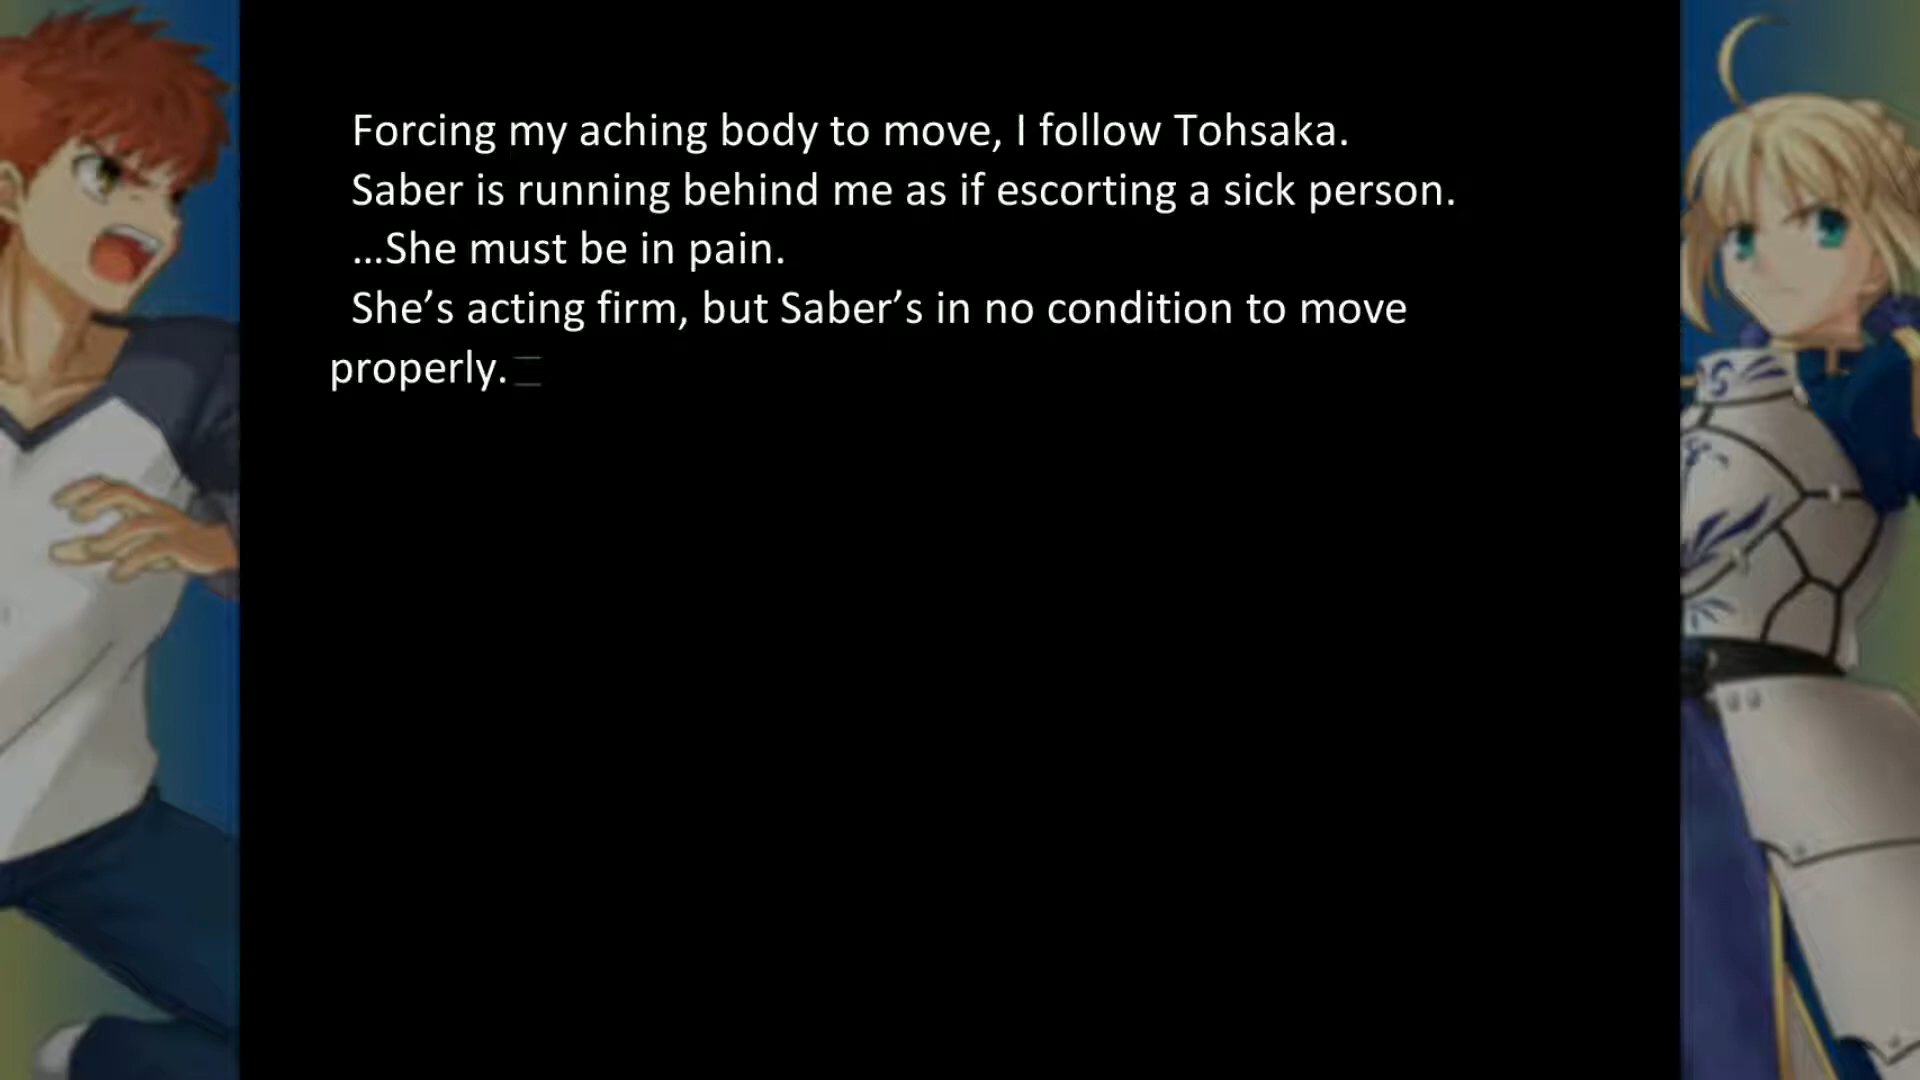 Forcing my aching body to move, I follow Tohsaka.
Saber is running behind me as if escorting a sick person.
…She must be in pain.
She’s acting firm, but Saber’s in no condition to move
properly.